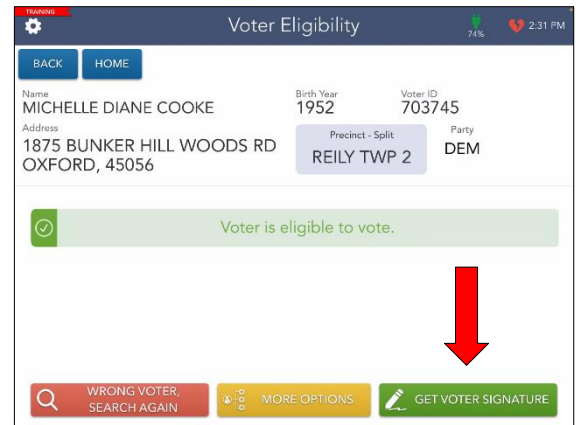 TRAINING
Voter Eligibility
74%
2:31 PM
BACK
HOME
Name
MICHELLE DIANE COOKE
Birth Year
1952
Voter ID
703745
Address
1875 BUNKER HILL WOODS RD
OXFORD, 45056
Precinct - Split
REILY TWP 2
Party
DEM
Voter is eligible to vote.
WRONG VOTER,
SEARCH AGAIN
MORE OPTIONS
GET VOTER SIGNATURE